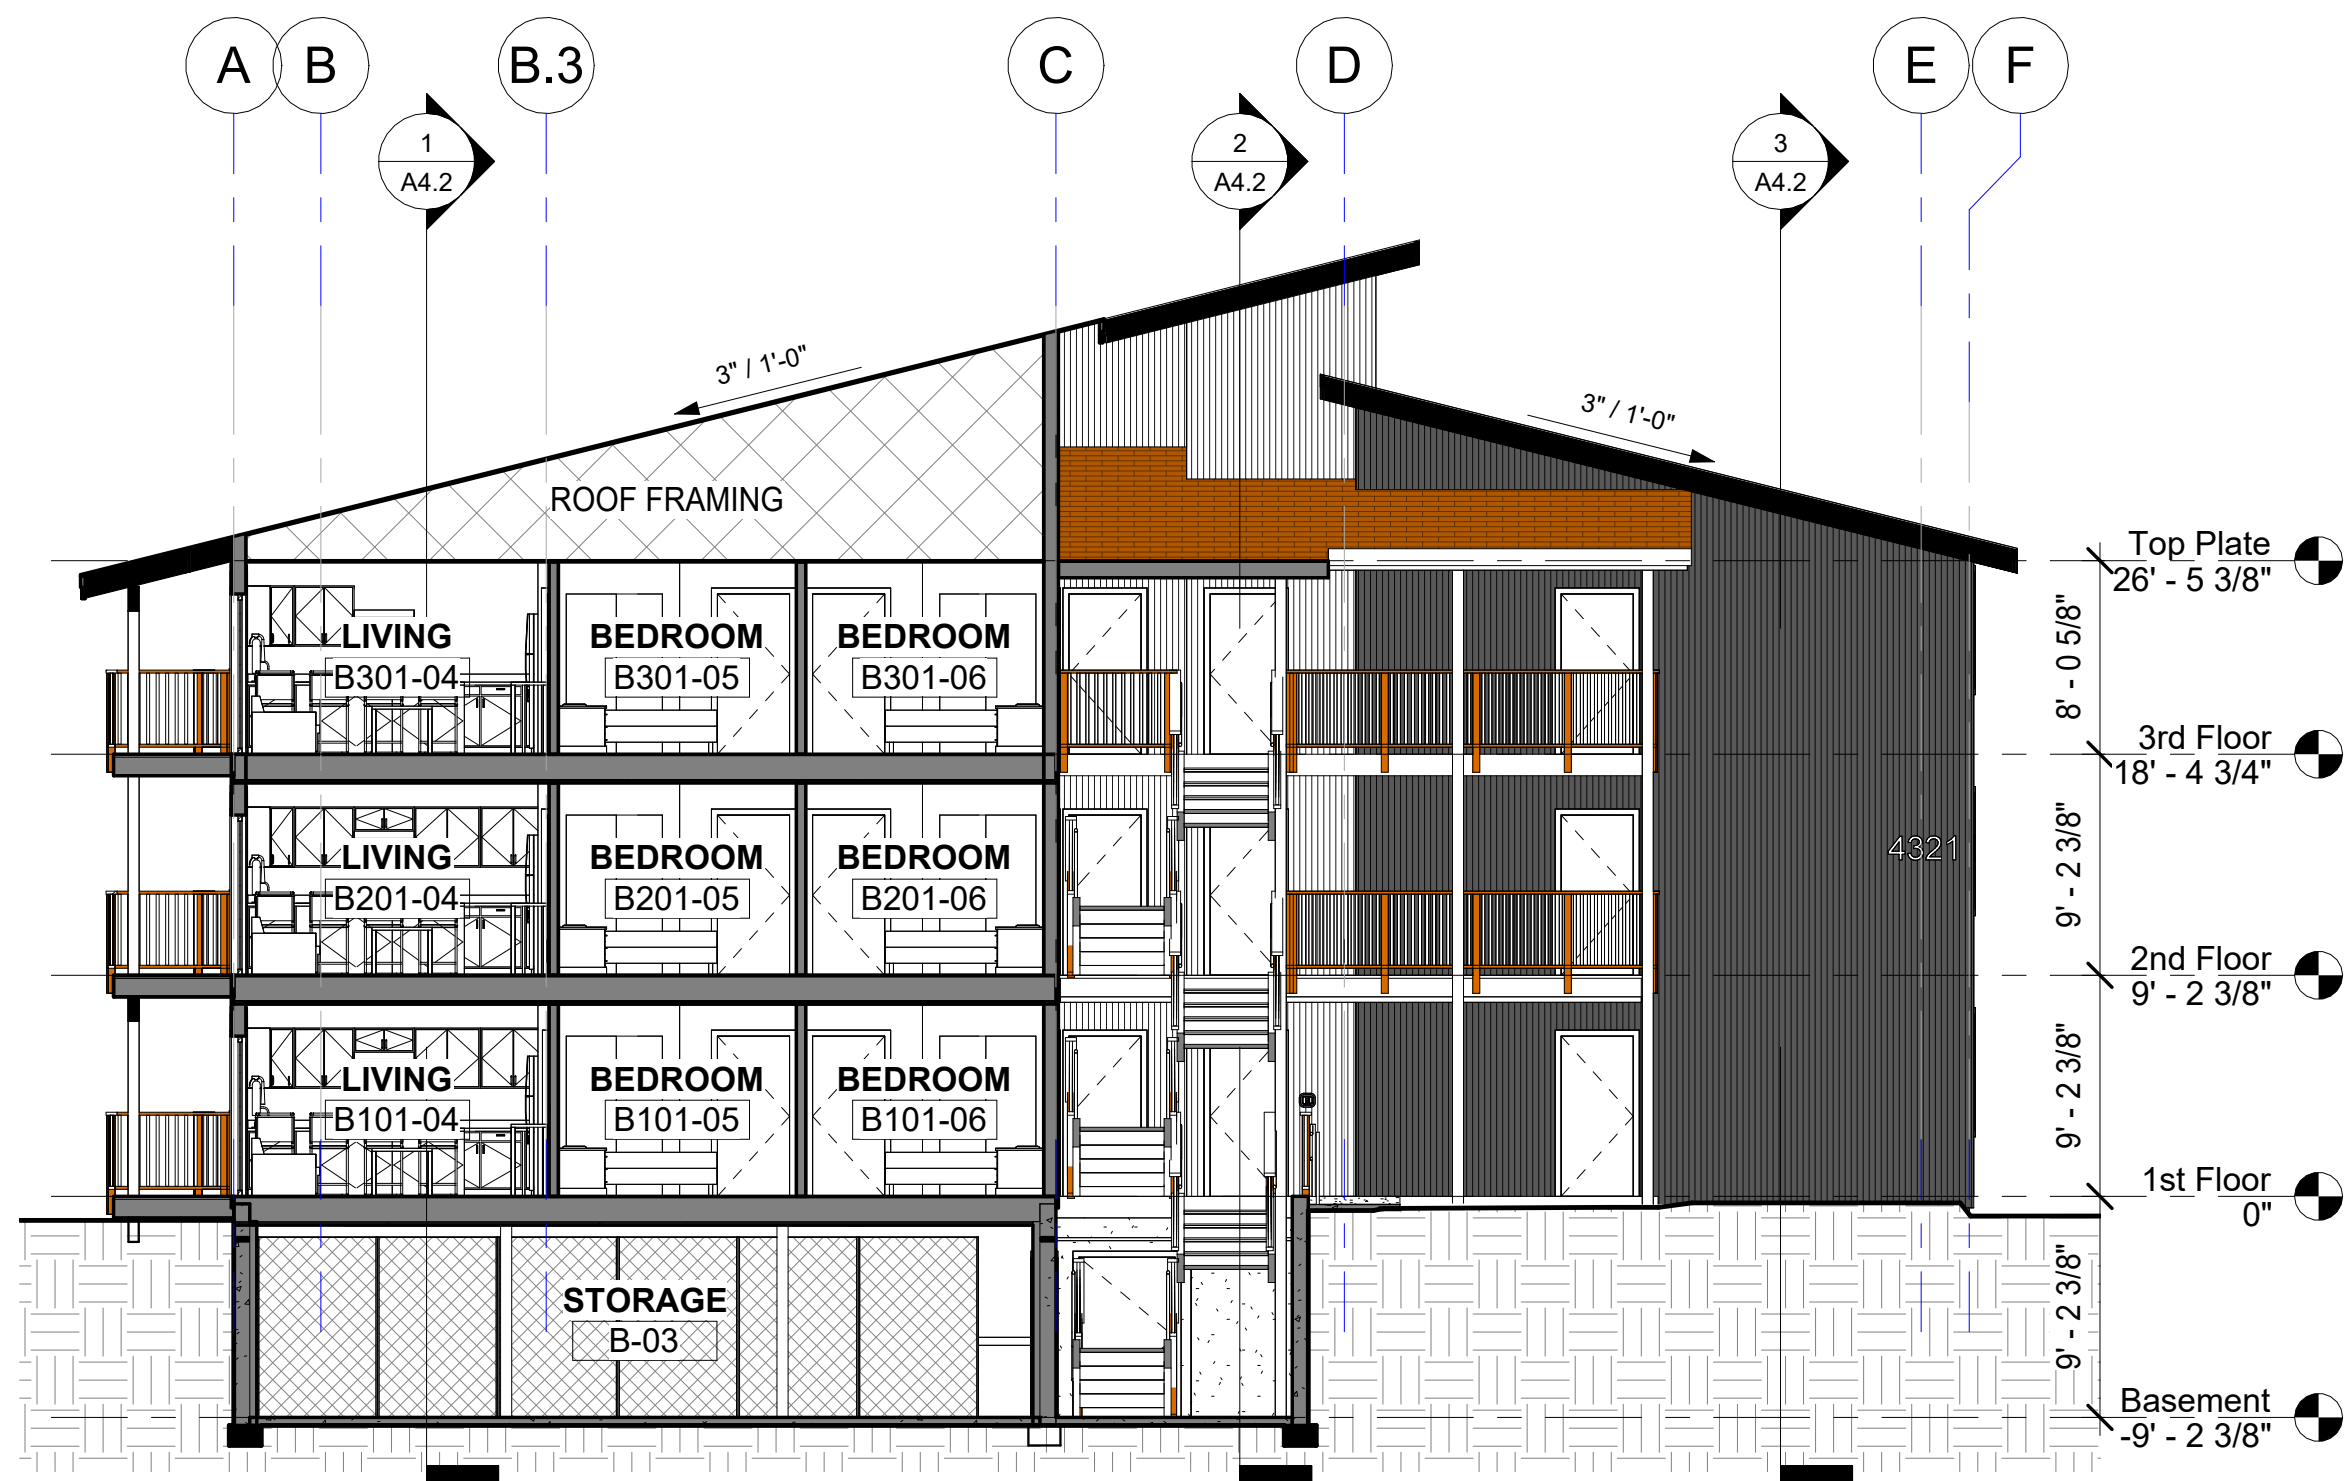 A
B
B.3
C
D
E
F
1
A4.2
2
A4.2
3
A4.2
3" / 1'-0"
3" / 1'-0"
ROOF FRAMING
Top Plate
26' - 5 3/8"
8' - 0 5/8"
LIVING
B301-04
BEDROOM
B301-05
BEDROOM
B301-06
3rd Floor
18' - 4 3/4"
9' - 2 3/8"
LIVING
B201-04
BEDROOM
B201-05
BEDROOM
B201-06
4321
2nd Floor
9' - 2 3/8"
9' - 2 3/8"
LIVING
B101-04
BEDROOM
B101-05
BEDROOM
B101-06
1st Floor
0"
9' - 2 3/8"
STORAGE
B-03
Basement
-9' - 2 3/8"